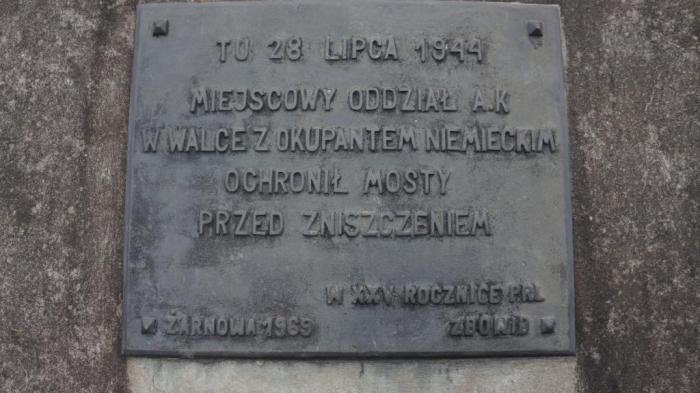 TU 28 LIPCA 1944
MIEJSCOWY ODDZIAŁ A.K
W WALCE Z OKUPANTEM NIEMIECKIM
OCHRONIŁ MOSTY
PRZED ZNISZCZENIEM
W XXV ROCZNICE PRL
ŻARNOWA 1969 ZBOWID